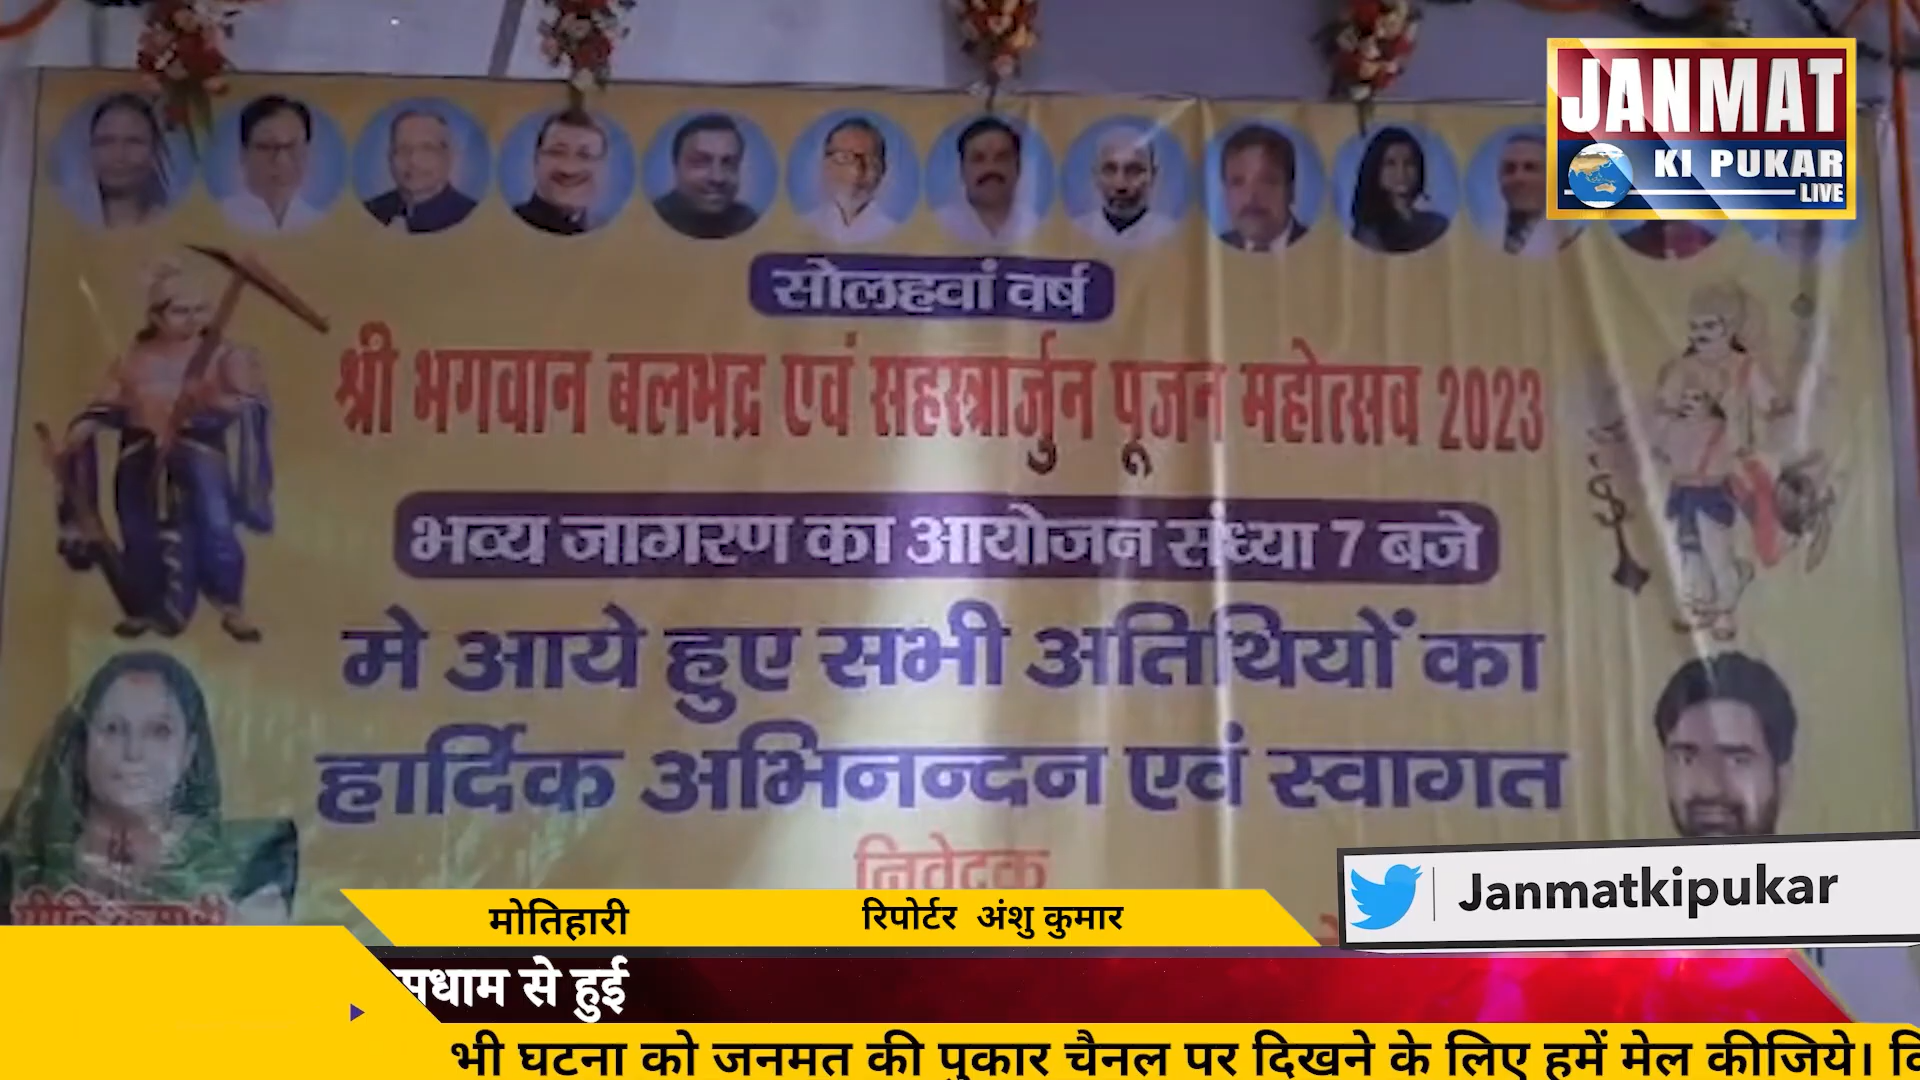 JANMAT
KI PUKAR
LIVE
सोलहवां वर्ष
श्री भगवान बलभद्र एवं सहस्त्रार्जुन पूजन महोत्सव 2023
भव्य जागरण का आयोजन संध्या 7 बजे
मे आये हुए सभी अतिथियों का
हार्दिक अभिनन्दन एवं स्वागत
निवेदक
Janmatkipukar
मोतिहारी रिपोर्टर अंशु कुमार
से हुई
भी घटना को जनमत की पुकार चैनल पर दिखने के लिए हमें मेल कीजिये।